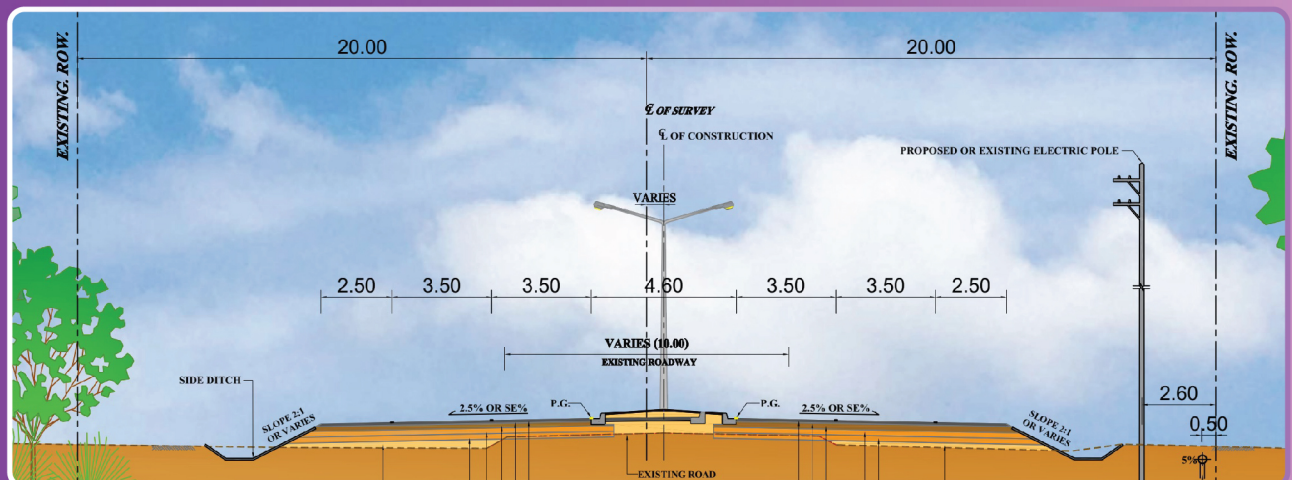 20.00
20.00
EXISTING. ROW.
EXISTING. ROW.
℄ OF SURVEY
℄ OF CONSTRUCTION
PROPOSED OR EXISTING ELECTRIC POLE
VARIES
2.50
3.50
3.50
4.60
3.50
3.50
2.50
VARIES (10.00)
EXISTING ROADWAY
SIDE DITCH
SLOPE 2:1
OR VARIES
2.5% OR SE%
P.G.
P.G.
2.5% OR SE%
SLOPE 2:1
OR VARIES
2.60
0.50
5%
EXISTING ROAD